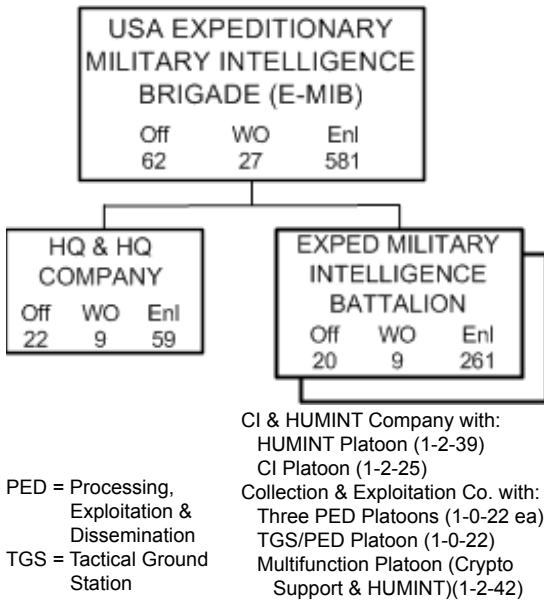 USA EXPEDITIONARY
MILITARY INTELLIGENCE
BRIGADE (E-MIB)
Off WO Enl
62 27 581
HQ & HQ
COMPANY
Off WO Enl
22 9 59
EXPED MILITARY
INTELLIGENCE
BATTALION
Off WO Enl
20 9 261
CI & HUMINT Company with:
HUMINT Platoon (1-2-39)
CI Platoon (1-2-25)
Collection & Exploitation Co. with:
Three PED Platoons (1-0-22 ea)
TGS/PED Platoon (1-0-22)
Multifunction Platoon (Crypto
Support & HUMINT)(1-2-42)
PED = Processing,
Exploitation &
Dissemination
TGS = Tactical Ground
Station